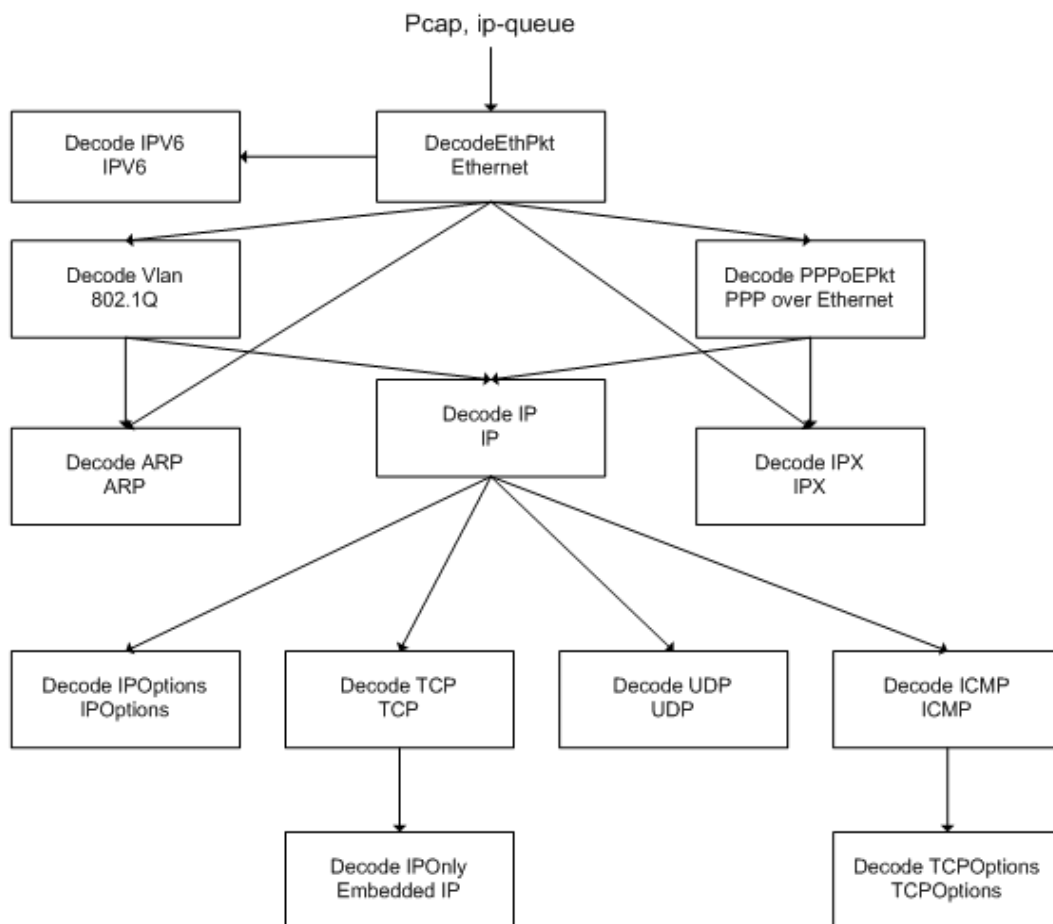 Pcap, ip-queue
Decode IPV6
IPV6
DecodeEthPkt
Ethernet
Decode Vlan
802.1Q
Decode PPPoEPkt
PPP over Ethernet
Decode IP
IP
Decode ARP
ARP
Decode IPX
IPX
Decode IPOptions
IPOptions
Decode TCP
TCP
Decode UDP
UDP
Decode ICMP
ICMP
Decode IPOnly
Embedded IP
Decode TCPOptions
TCPOptions